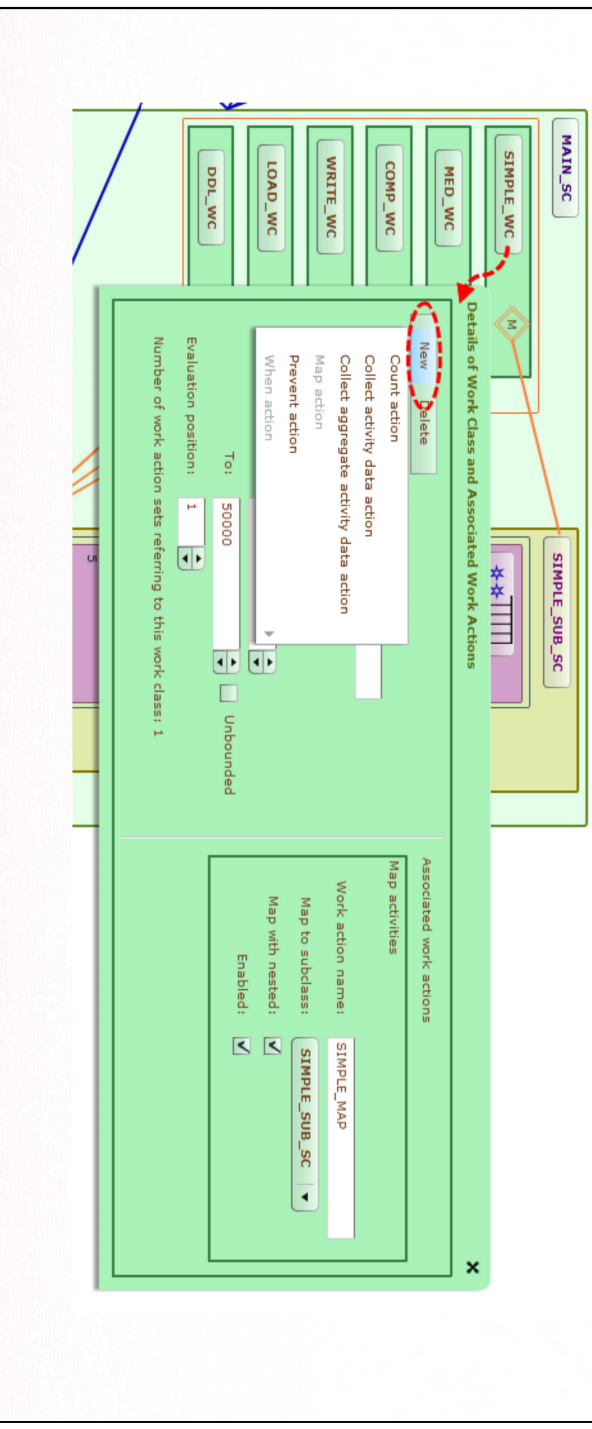 MAIN_SC
SIMPLE_WC
M
MED_WC
COMP_WC
WRITE_WC
LOAD_WC
DDL_WC
SIMPLE_SUB_SC
5
Details of Work Class and Associated Work Actions
New
Delete
Count action
Collect activity data action
Collect aggregate activity data action
Map action
Prevent action
When action
To:
50000
Unbounded
Evaluation position:
1
Number of work action sets referring to this work class: 1
Associated work actions
Map activities
Work action name:
SIMPLE_MAP
Map to subclass:
SIMPLE_SUB_SC
Map with nested:
Enabled: